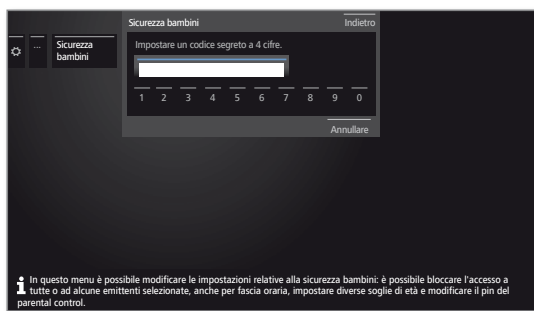 Sicurezza bambini
Indietro
...
Sicurezza
bambini
Impostare un codice segreto a 4 cifre.
1 2 3 4 5 6 7 8 9 0
Annullare
In questo menu è possibile modificare le impostazioni relative alla sicurezza bambini: è possibile bloccare l'accesso a
tutte o ad alcune emittenti selezionate, anche per fascia oraria, impostare diverse soglie di età e modificare il pin del
parental control.